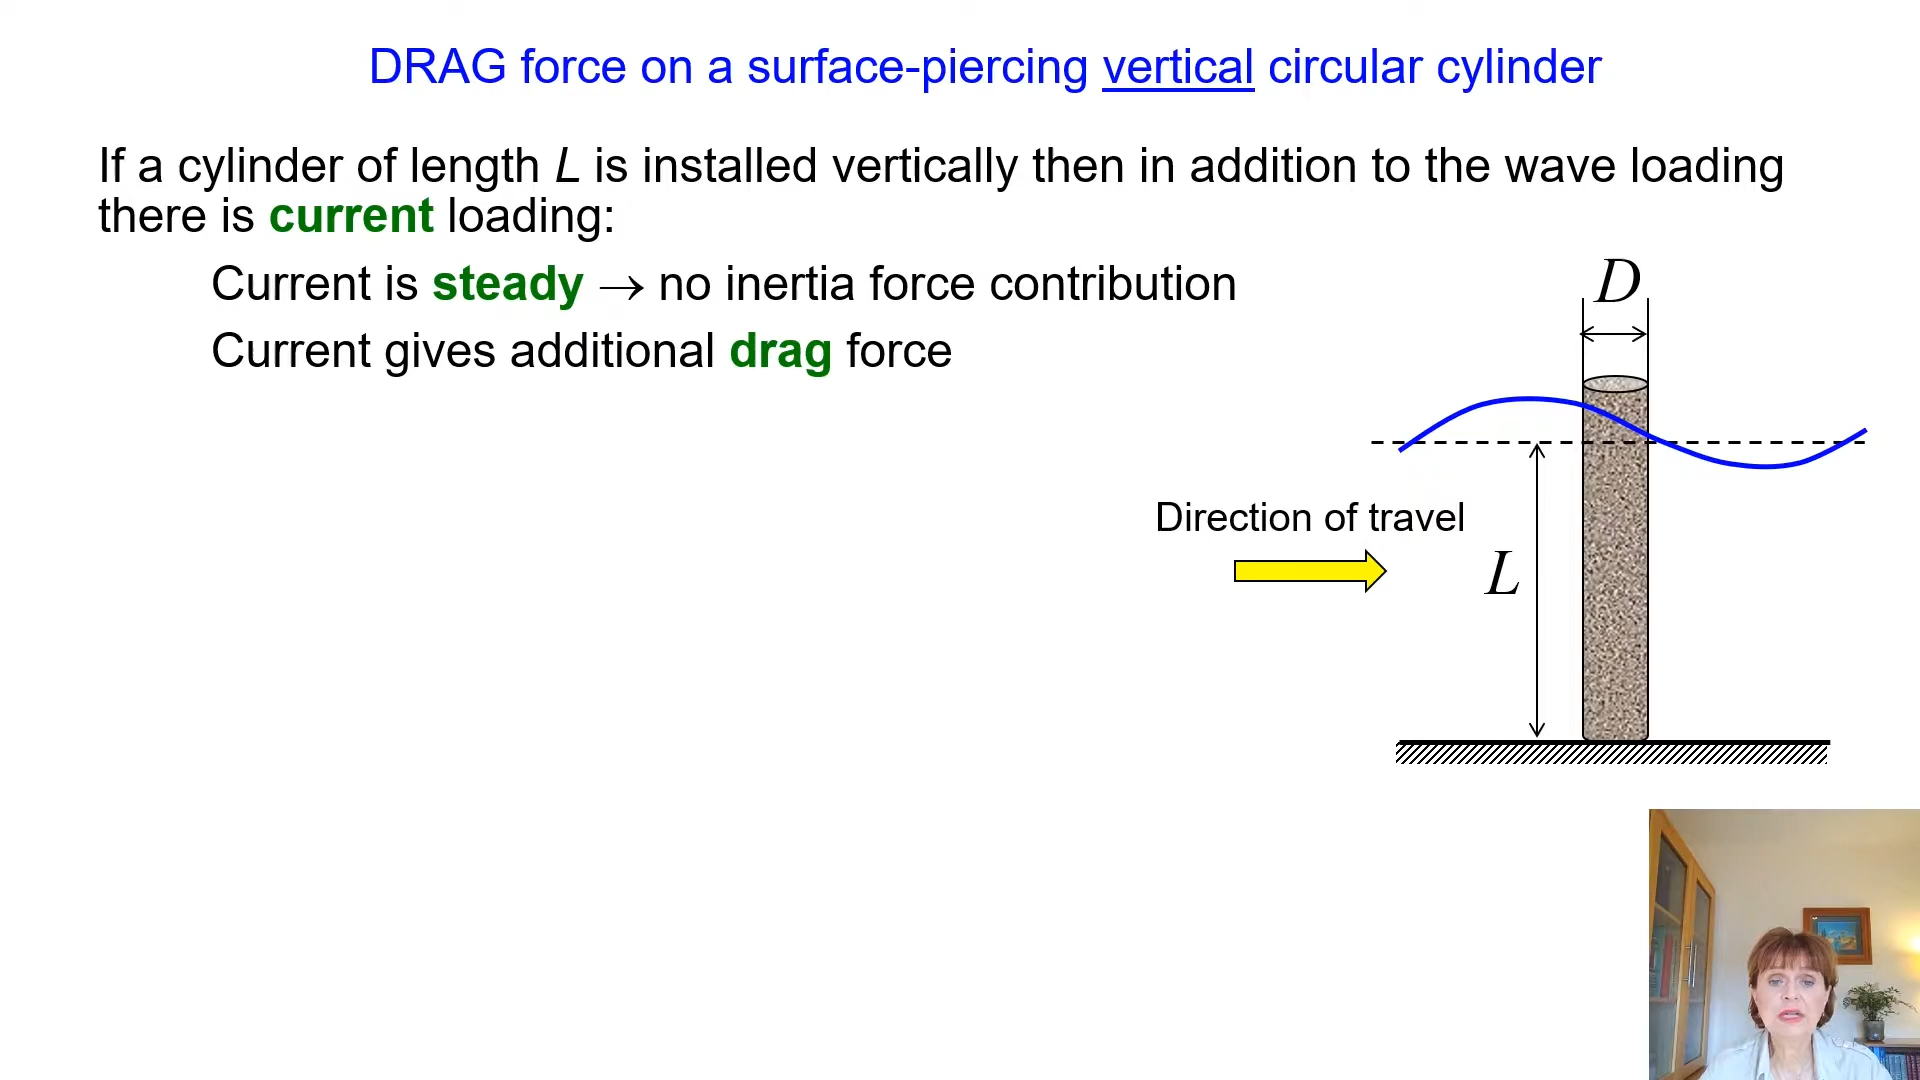 DRAG force on a surface-piercing vertical circular cylinder
If a cylinder of length L is installed vertically then in addition to the wave loading
there is current loading:
Current is steady → no inertia force contribution
Current gives additional drag force
D
Direction of travel
L